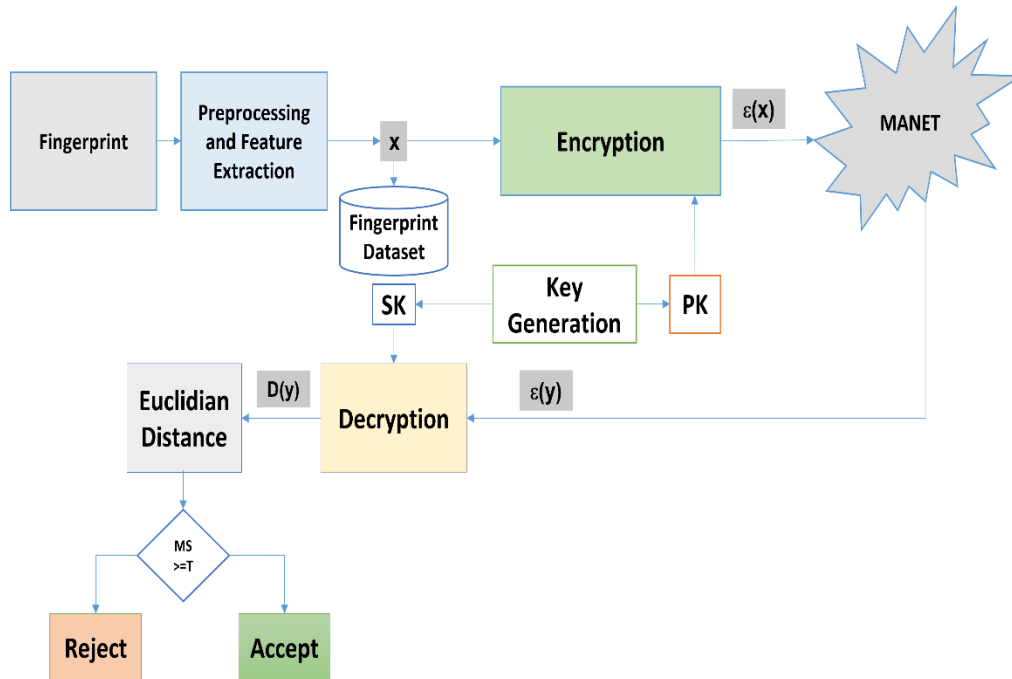 Fingerprint
Preprocessing
and Feature
Extraction
x
Encryption
ε(x)
MANET
Fingerprint
Dataset
SK
Key
Generation
PK
Euclidian
Distance
D(y)
Decryption
ε(y)
MS
>=T
Reject
Accept